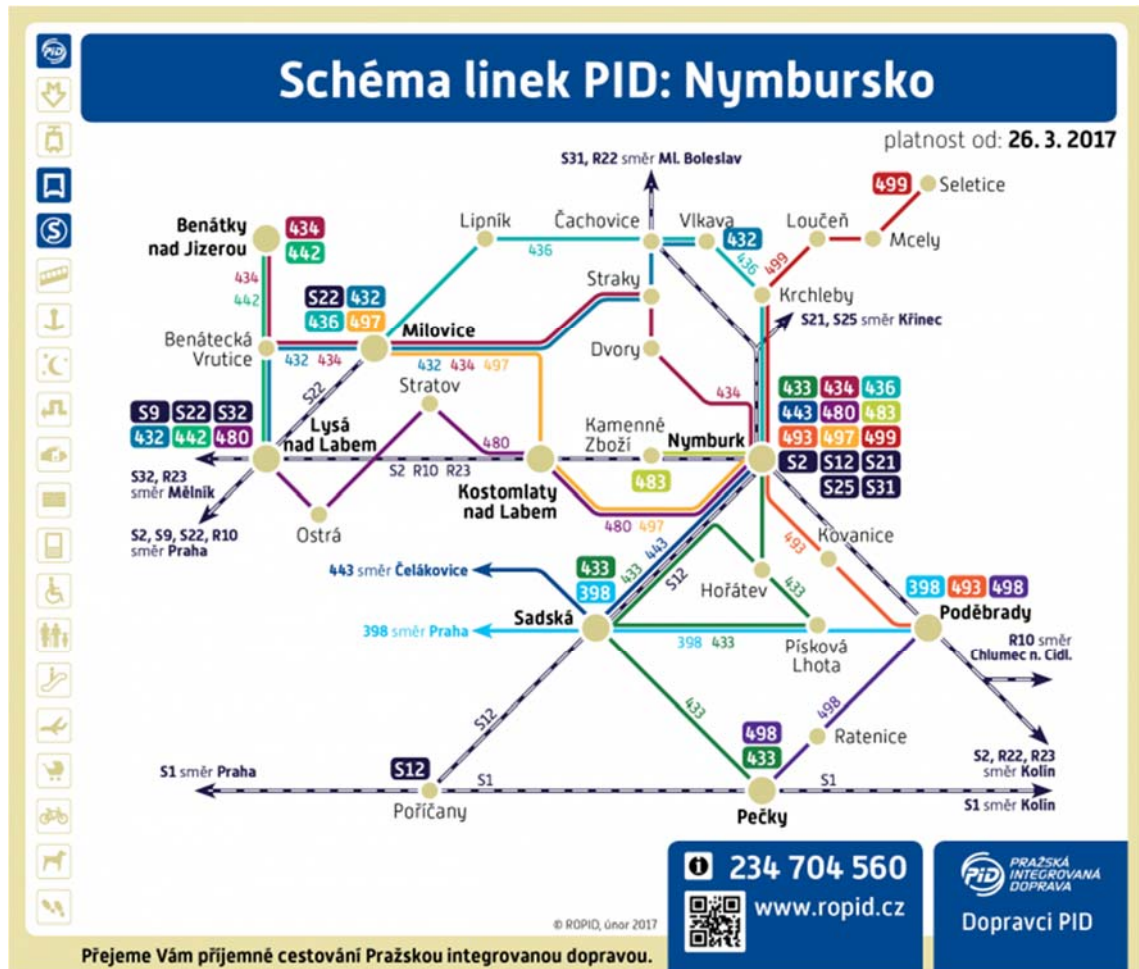 PiD
Schéma linek PID: Nymbursko
platnost od: 26. 3. 2017
S31, R22 směr Ml. Boleslav
499
Seletice
Benátky
nad Jizerou
434
442
Lipník
Čachovice
Vlkava
432
Loučeň
Mcely
436
434
442
S22 432
436 497
Straky
436
499
Krchleby
S21, S25 směr Křinec
Milovice
Benátecká
Vrutice
432 434
432 434 497
Dvory
S22
Stratov
434
433 434 436
443 480 483
493 497 499
S2 S12 S21
S25 S31
S9 S22 S32
432 442 480
Lysá
nad Labem
480
Kamenné
Zboží
Nymburk
S2 R10 R23
483
S32, R23
směr Mělník
Kostomlaty
nad Labem
S2, S9, S22, R10
směr Praha
Ostrá
480 497
493
Kovanice
443 směr Čelákovice
433
398
433
443
S12
Hořátev
433
398 493 498
Poděbrady
398 směr Praha
Sadská
398 433
Písková
Lhota
R10 směr
Chlumec n. Cidl.
S12
433
498
498
433
Ratenice
S2, R22, R23
směr Kolín
S1 směr Praha
S12
S1
Poříčany
Pečky
S1
S1 směr Kolín
234 704 560
www.ropid.cz
PiD
PRAŽSKÁ
INTEGROVANÁ
DOPRAVA
Dopravci PID
© ROPID, únor 2017
Přejeme Vám příjemné cestování Pražskou integrovanou dopravou.